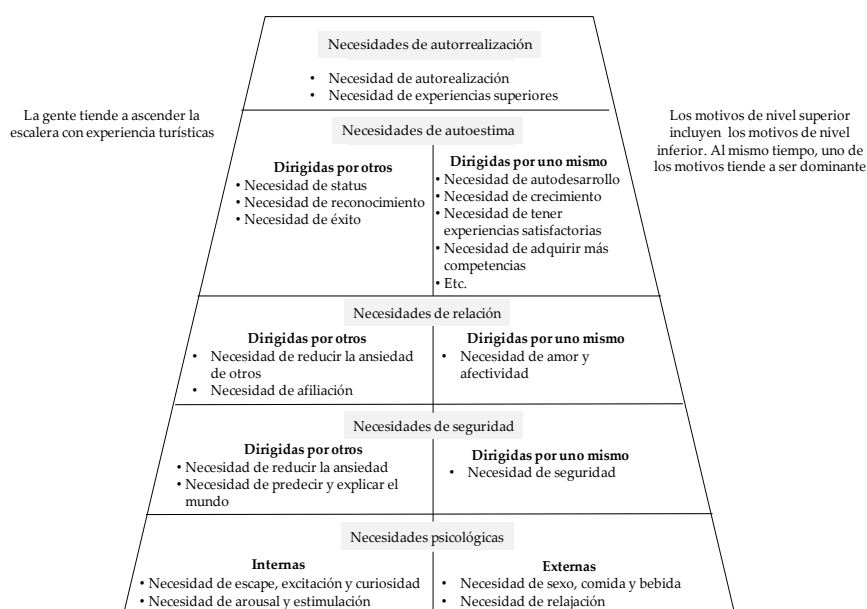 Necesidades de autorrealización
• Necesidad de autorealización
• Necesidad de experiencias superiores
La gente tiende a ascender la
escalera con experiencia turísticas
Los motivos de nivel superior
incluyen los motivos de nivel
inferior. Al mismo tiempo, uno de
los motivos tiende a ser dominante
Necesidades de autoestima
Dirigidas por otros
• Necesidad de status
• Necesidad de reconocimiento
• Necesidad de éxito
Dirigidas por uno mismo
• Necesidad de autodesarrollo
• Necesidad de crecimiento
• Necesidad de tener
experiencias satisfactorias
• Necesidad de adquirir más
competencias
• Etc.
Necesidades de relación
Dirigidas por otros
• Necesidad de reducir la ansiedad
de otros
• Necesidad de afiliación
Dirigidas por uno mismo
• Necesidad de amor y
afectividad
Necesidades de seguridad
Dirigidas por otros
• Necesidad de reducir la ansiedad
• Necesidad de predecir y explicar el
mundo
Dirigidas por uno mismo
• Necesidad de seguridad
Necesidades psicológicas
Internas
• Necesidad de escape, excitación y curiosidad
• Necesidad de arousal y estimulación
Externas
• Necesidad de sexo, comida y bebida
• Necesidad de relajación